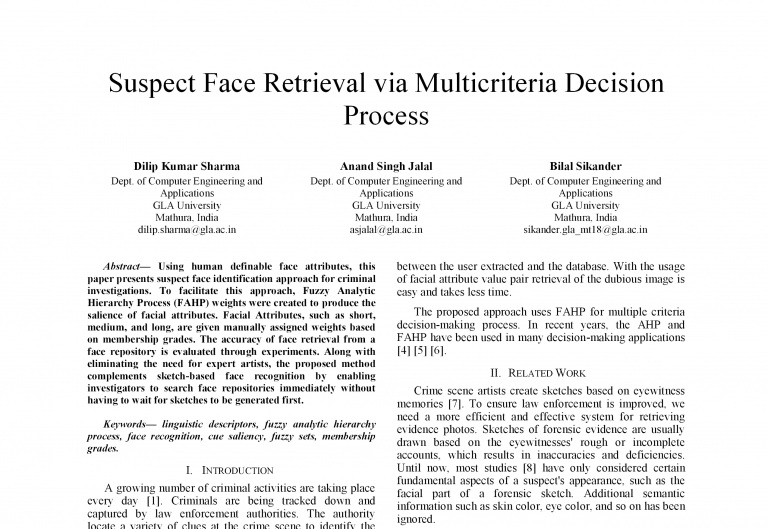 Suspect Face Retrieval via Multicriteria Decision
Process
Dilip Kumar Sharma
Dept. of Computer Engineering and
Applications
GLA University
Mathura, India
dilip.sharma@gla.ac.in
Anand Singh Jalal
Dept. of Computer Engineering and
Applications
GLA University
Mathura, India
asjalal@gla.ac.in
Bilal Sikander
Dept. of Computer Engineering and
Applications
GLA University
Mathura, India
sikander.gla_mt18@gla.ac.in
Abstract— Using human definable face attributes, this
paper presents suspect face identification approach for criminal
investigations. To facilitate this approach, Fuzzy Analytic
Hierarchy Process (FAHP) weights were created to produce the
salience of facial attributes. Facial Attributes, such as short,
medium, and long, are given manually assigned weights based
on membership grades. The accuracy of face retrieval from a
face repository is evaluated through experiments. Along with
eliminating the need for expert artists, the proposed method
complements sketch-based face recognition by enabling
investigators to search face repositories immediately without
having to wait for sketches to be generated first.
Keywords— linguistic descriptors, fuzzy analytic hierarchy
process, face recognition, cue saliency, fuzzy sets, membership
grades.
I. INTRODUCTION
A growing number of criminal activities are taking place
every day [1]. Criminals are being tracked down and
captured by law enforcement authorities. The authority
locate a variety of clues at the crime scene to identify the
between the user extracted and the database. With the usage
of facial attribute value pair retrieval of the dubious image is
easy and takes less time.
The proposed approach uses FAHP for multiple criteria
decision-making process. In recent years, the AHP and
FAHP have been used in many decision-making applications
[4] [5] [6].
II. RELATED WORK
Crime scene artists create sketches based on eyewitness
memories [7]. To ensure law enforcement is improved, we
need a more efficient and effective system for retrieving
evidence photos. Sketches of forensic evidence are usually
drawn based on the eyewitnesses' rough or incomplete
accounts, which results in inaccuracies and deficiencies.
Until now, most studies [8] have only considered certain
fundamental aspects of a suspect's appearance, such as the
facial part of a forensic sketch. Additional semantic
information such as skin color, eye color, and so on has been
ignored.